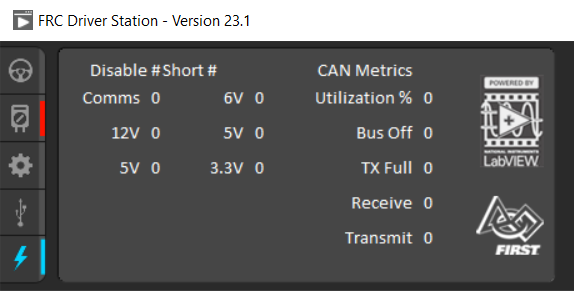 FRC Driver Station - Version 23.1
Disable # Short # CAN Metrics
Comms 0 6V 0 Utilization % 0
12V 0 5V 0 Bus Off 0
5V 0 3.3V 0 TX Full 0
Receive 0
Transmit 0
POWERED BY
NATIONAL INSTRUMENTS
LabVIEW
FIRST